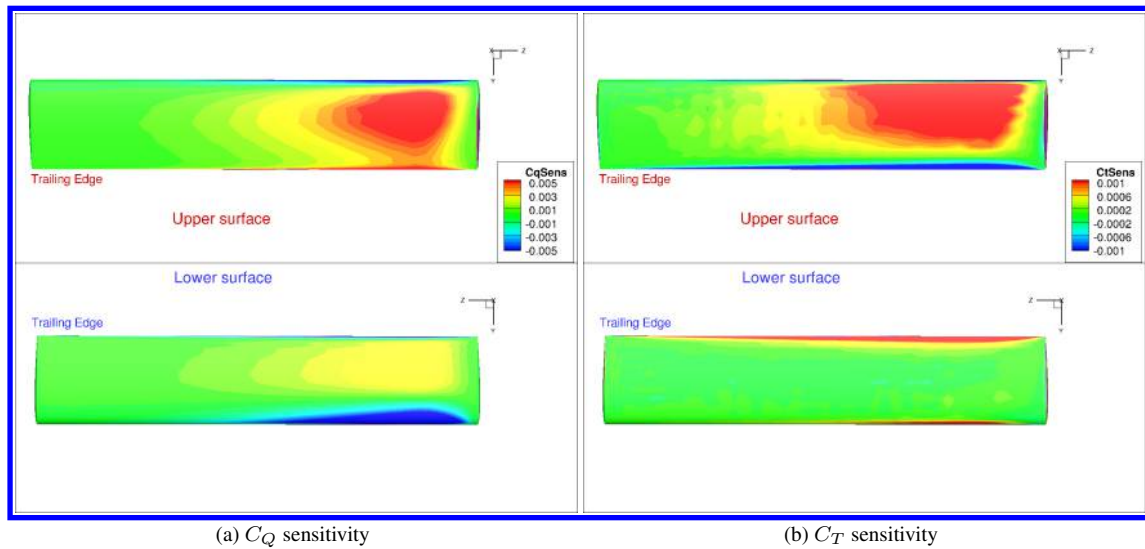 X
Z
Y
Trailing Edge
CqSens
0.005
0.003
0.001
-0.001
-0.003
-0.005
Upper surface
Lower surface
Z
Y
Trailing Edge
X
Z
Y
Trailing Edge
CtSens
0.001
0.0006
0.0002
-0.0002
-0.0006
-0.001
Upper surface
Lower surface
Z
Y
Trailing Edge
(a) C_Q sensitivity
(b) C_T sensitivity